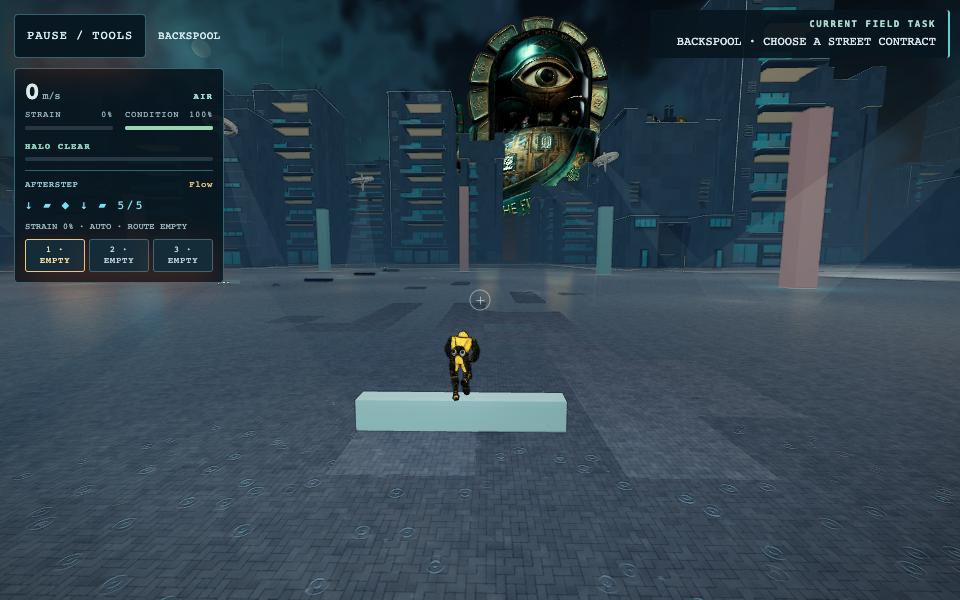 PAUSE / TOOLS
BACKSPOOL
CURRENT FIELD TASK
BACKSPOOL · CHOOSE A STREET CONTRACT
0 m/s
AIR
STRAIN 0%
CONDITION 100%
HALO CLEAR
AFTERSTEP
Flow
5/5
STRAIN 0% · AUTO · ROUTE EMPTY
1 · EMPTY
2 · EMPTY
3 · EMPTY